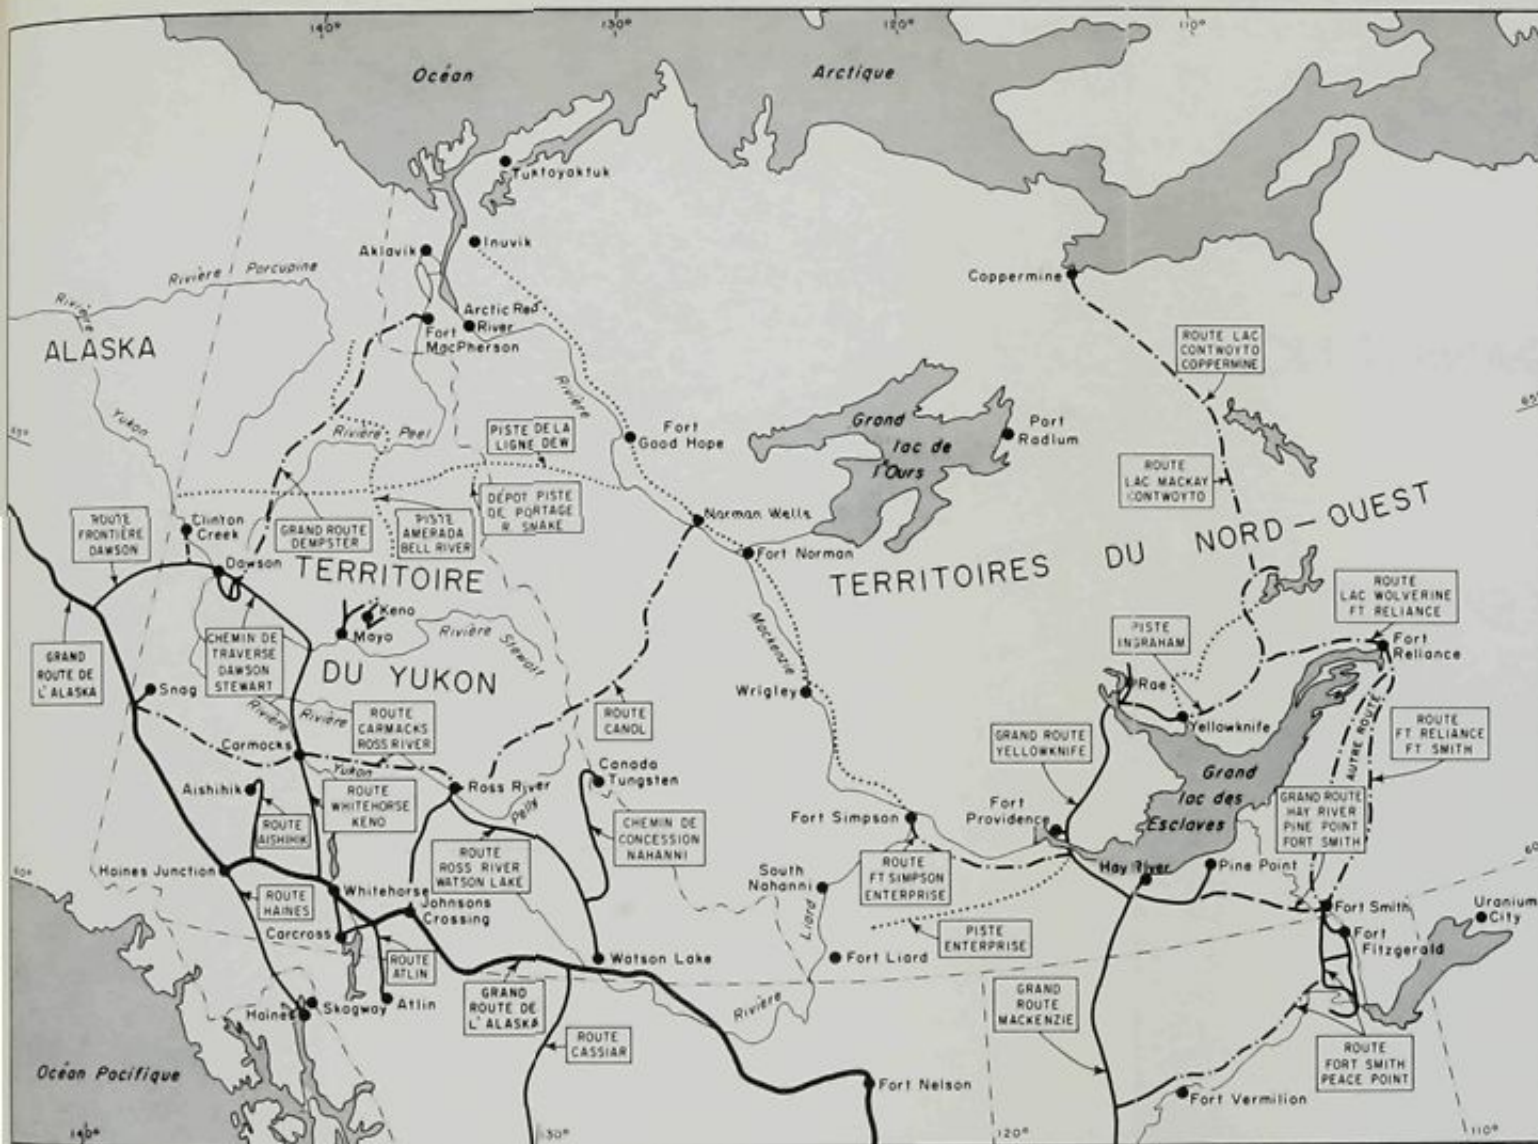 140°
130°
120°
110°
Océan
Arctique
Tuktoyaktuk
Aklavik
Inuvik
Rivière Porcupine
Rivière
Coppermine
Arctic Red
River
Fort
MacPherson
ALASKA
ROUTE LAC
CONTWOYTO
COPPERMINE
Yukon
65°
65°
Rivière
Rivière Peel
PISTE DE LA
LIGNE DEW
Fort
Good Hope
Grand
lac de
l'Ours
Port
Radium
ROUTE
LAC MACKAY
CONTWOYTO
DÉPOT PISTE
DE PORTAGE
R. SNAKE
ROUTE
FRONTIÈRE
DAWSON
Clinton
Creek
GRAND ROUTE
DEMPSTER
PISTE
AMERADA
BELL RIVER
Norman Wells
Fort Norman
TERRITOIRES DU NORD-OUEST
Dawson
TERRITOIRE
DU YUKON
Keno
Mayo
Rivière Stewart
Mackenzie
ROUTE
LAC WOLVERINE
FT RELIANCE
PISTE
INGRAHAM
Fort
Reliance
GRAND
ROUTE DE
L'ALASKA
CHEMIN DE
TRAVERSE
DAWSON
STEWART
Snag
Rivière
Rivière
ROUTE
CARMACKS
ROSS RIVER
ROUTE
CANOL
Wrigley
Rae
Yellowknife
GRAND ROUTE
YELLOWKNIFE
AUTRE ROUTE
ROUTE
FT RELIANCE
FT SMITH
Carmacks
Yukon
Aishihik
ROUTE
AISHIHIK
ROUTE
WHITEHORSE
KENO
Ross River
Pelly
Canada
Tungsten
CHEMIN DE
CONCESSION
NAHANNI
Fort Simpson
Fort
Providence
Grand
lac des
Esclaves
GRAND ROUTE
HAY RIVER
PINE POINT
FORT SMITH
60°
60°
Haines Junction
ROUTE
HAINES
Whitehorse
Johnsons
Crossing
ROUTE
ROSS RIVER
WATSON LAKE
South
Nahanni
ROUTE
FT SIMPSON
ENTERPRISE
Hay River
Pine Point
Fort Smith
Uranium
City
Carcross
ROUTE
ATLIN
Watson Lake
Liard
Fort Liard
PISTE
ENTERPRISE
Fort
Fitzgerald
Haines
Skagway
Atlin
GRAND
ROUTE DE
L'ALASKA
Rivière
GRAND
ROUTE
MACKENZIE
ROUTE
CASSIAR
Océan Pacifique
Fort Nelson
ROUTE
FORT SMITH
PEACE POINT
Fort Vermilion
140°
130°
120°
110°